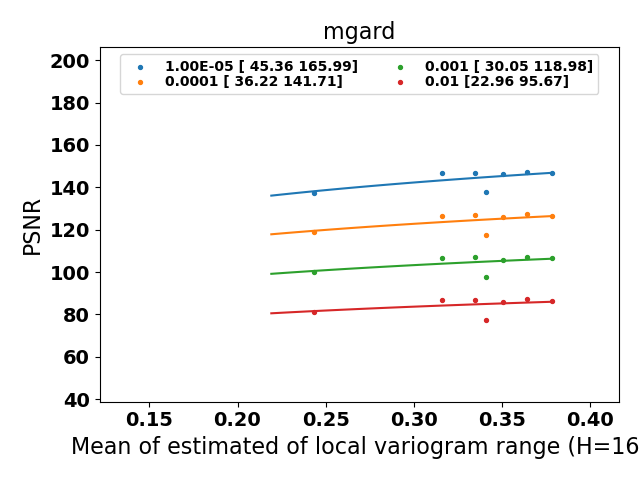 mgard
1.00E-05 [ 45.36 165.99]
0.0001 [ 36.22 141.71]
0.001 [ 30.05 118.98]
0.01 [22.96 95.67]
PSNR
200
180
160
140
120
100
80
60
40
0.15 0.20 0.25 0.30 0.35 0.40
Mean of estimated of local variogram range (H=16